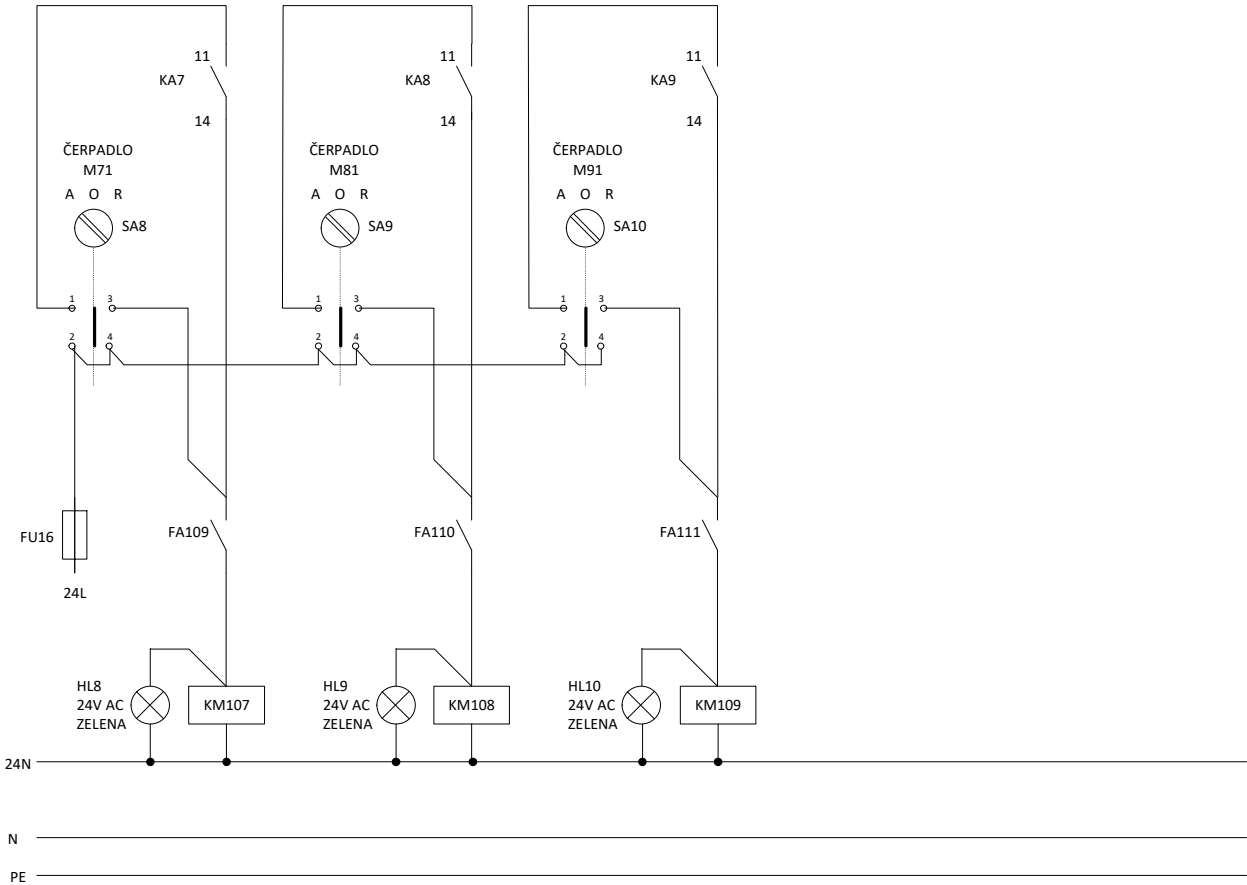 11
KA7
14
ČERPADLO
M71
A O R
SA8
1
3
2
4
FU16
24L
FA109
HL8
24V AC
ZELENA
KM107
11
KA8
14
ČERPADLO
M81
A O R
SA9
1
3
2
4
FA110
HL9
24V AC
ZELENA
KM108
11
KA9
14
ČERPADLO
M91
A O R
SA10
1
3
2
4
FA111
HL10
24V AC
ZELENA
KM109
24N
N
PE